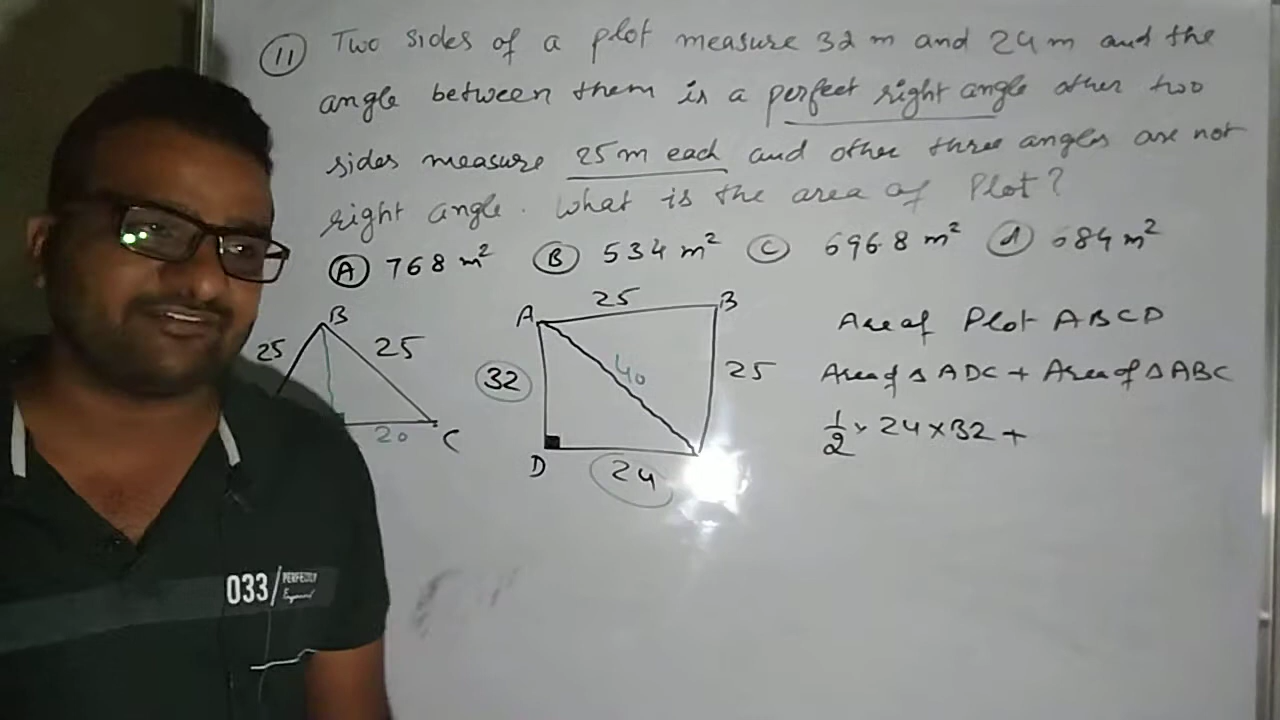 11 Two sides of a plot measure 32 m and 24 m and the
angle between them is a perfect right angle other two
sides measure 25 m each and other three angles are not
right angle. What is the area of Plot?
A 768 m² B 534 m² C 696.8 m² d 684 m²
B
25 25
20 C
A 25 B
32 40 25
D 24
Area of Plot ABCD
Area of Δ ADC + Area of Δ ABC
1/2 × 24 × 32 +
033/ PERFECTLY